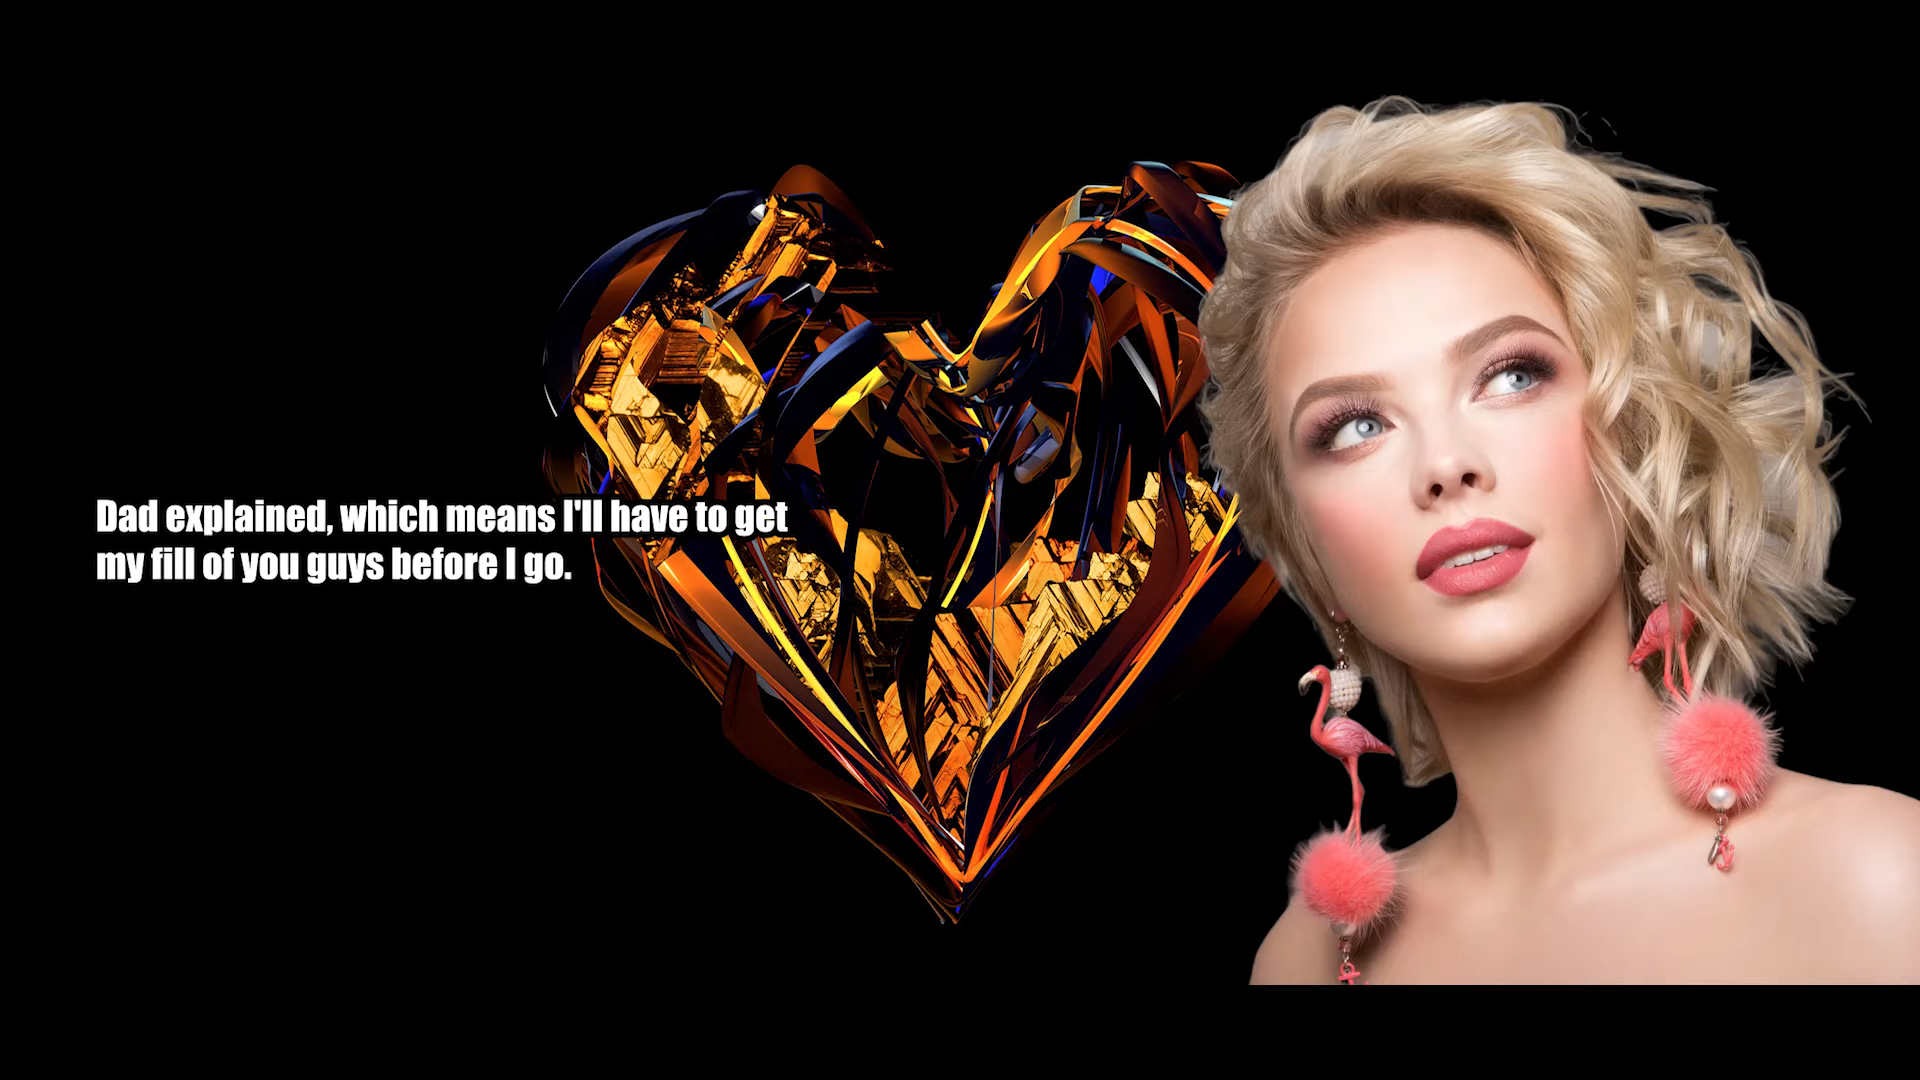 Dad explained, which means I'll have to get
my fill of you guys before I go.